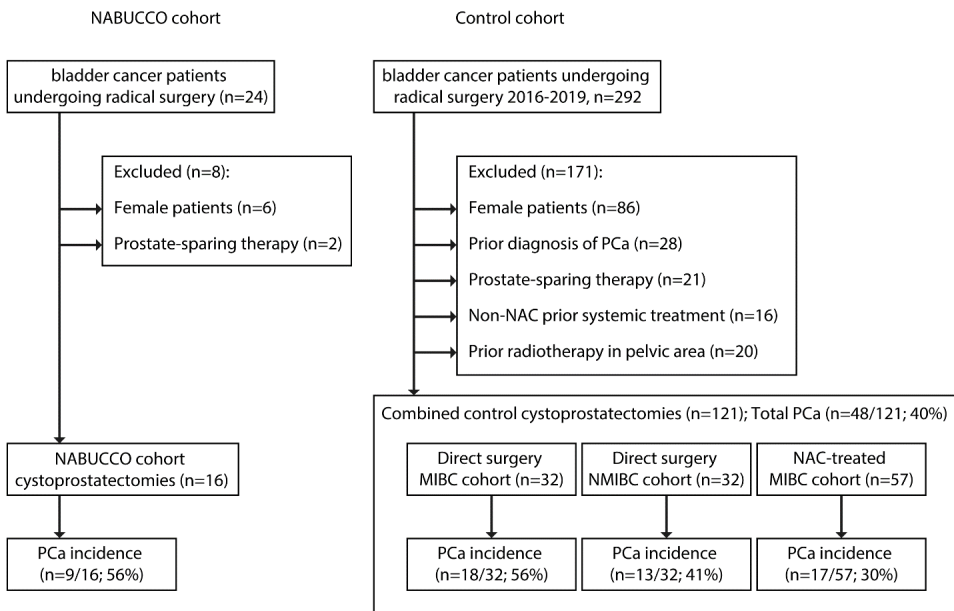 NABUCCO cohort
bladder cancer patients
undergoing radical surgery (n=24)
Excluded (n=8):
Female patients (n=6)
Prostate-sparing therapy (n=2)
NABUCCO cohort
cystoprostatectomies (n=16)
PCa incidence
(n=9/16; 56%)
Control cohort
bladder cancer patients undergoing
radical surgery 2016-2019, n=292
Excluded (n=171):
Female patients (n=86)
Prior diagnosis of PCa (n=28)
Prostate-sparing therapy (n=21)
Non-NAC prior systemic treatment (n=16)
Prior radiotherapy in pelvic area (n=20)
Combined control cystoprostatectomies (n=121); Total PCa (n=48/121; 40%)
Direct surgery
MIBC cohort (n=32)
PCa incidence
(n=18/32; 56%)
Direct surgery
NMIBC cohort (n=32)
PCa incidence
(n=13/32; 41%)
NAC-treated
MIBC cohort (n=57)
PCa incidence
(n=17/57; 30%)